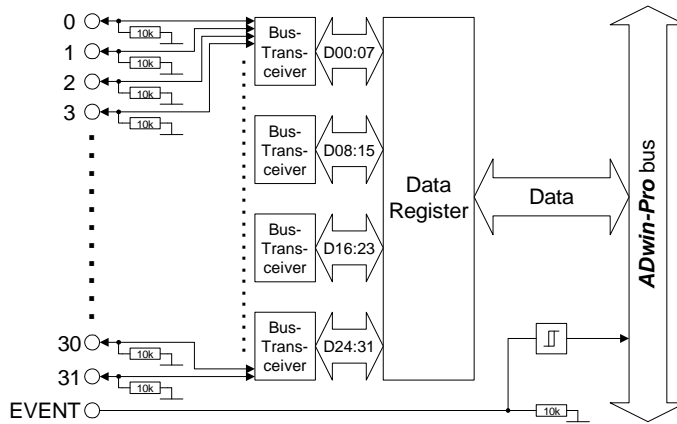 0
10k
1
10k
2
10k
3
10k
30
10k
31
10k
EVENT
Bus-
Trans-
ceiver
D00:07
Bus-
Trans-
ceiver
D08:15
Bus-
Trans-
ceiver
D16:23
Bus-
Trans-
ceiver
D24:31
Data
Register
Data
10k
ADwin-Pro bus